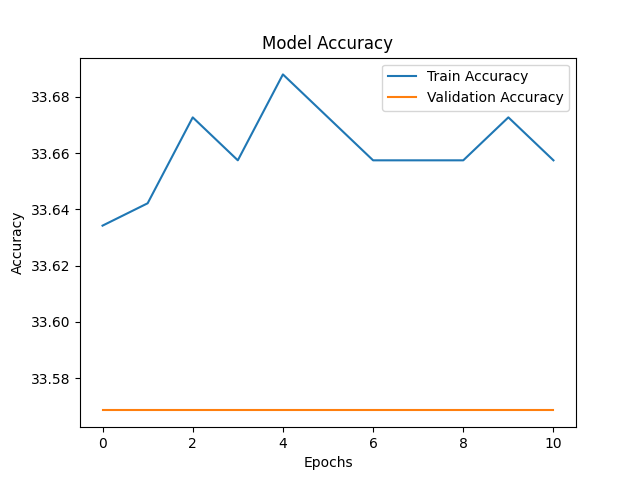 Model Accuracy
Train Accuracy
Validation Accuracy
33.68
33.66
33.64
33.62
33.60
33.58
Accuracy
0 2 4 6 8 10
Epochs